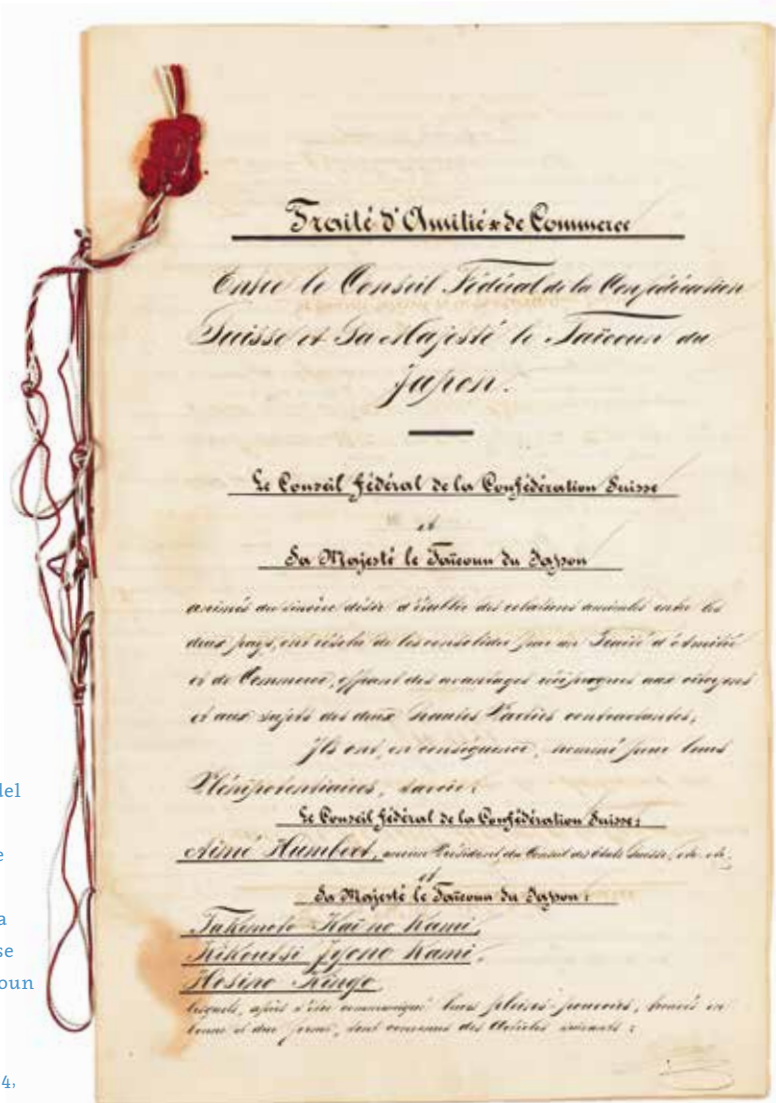 del
e
a
se
oun
4,
Traité d'Amitié & de Commerce
Entre le Conseil Fédéral de la Confédération
Suisse et Sa Majesté le Taïcoun du
Japon.
Le Conseil fédéral de la Confédération Suisse
et
Sa Majesté le Taïcoun du Japon
animés du sincère désir d'établir des relations amicales entre les
deux pays, ont résolu de les consolider par un Traité d'Amitié
et de Commerce, offrant des avantages réciproques aux citoyens
et aux sujets des deux hautes Parties contractantes;
Ils ont, en conséquence, nommé pour leurs
Plénipotentiaires, savoir:
Le Conseil fédéral de la Confédération Suisse:
Aimé Humbert, ancien Président du Conseil des Etats Suisse, etc. etc.
et
Sa Majesté le Taïcoun du Japon:
Takemoto Kaï no Kami,
Kikoutsi Iyono Kami,
Hosino Kingo,
lesquels, après s'être communiqué leurs pleins-pouvoirs, trouvés en
bonne et due forme, sont convenus des Articles suivants: